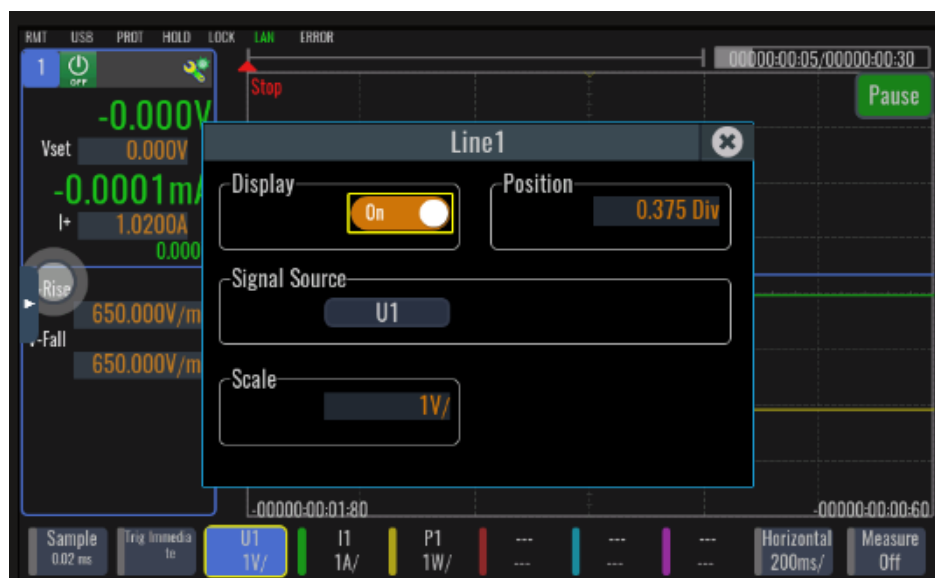 RMT USB PROT HOLD LOCK LAN ERROR
00000:00:05/00000:00:30
1 OFF
Stop
Pause
-0.000V
Vset 0.000V
-0.0001mA
I+ 1.0200A
0.000
Line1
Display
On
Position
0.375 Div
Signal Source
U1
Scale
1V/
-Rise
650.000V/m
-Fall
650.000V/m
-00000:00:01:80
-00000:00:00:60
Sample
0.02 ms
Trig Immedia
te
U1
1V/
I1
1A/
P1
1W/
---
---
---
---
---
---
Horizontal
200ms/
Measure
Off